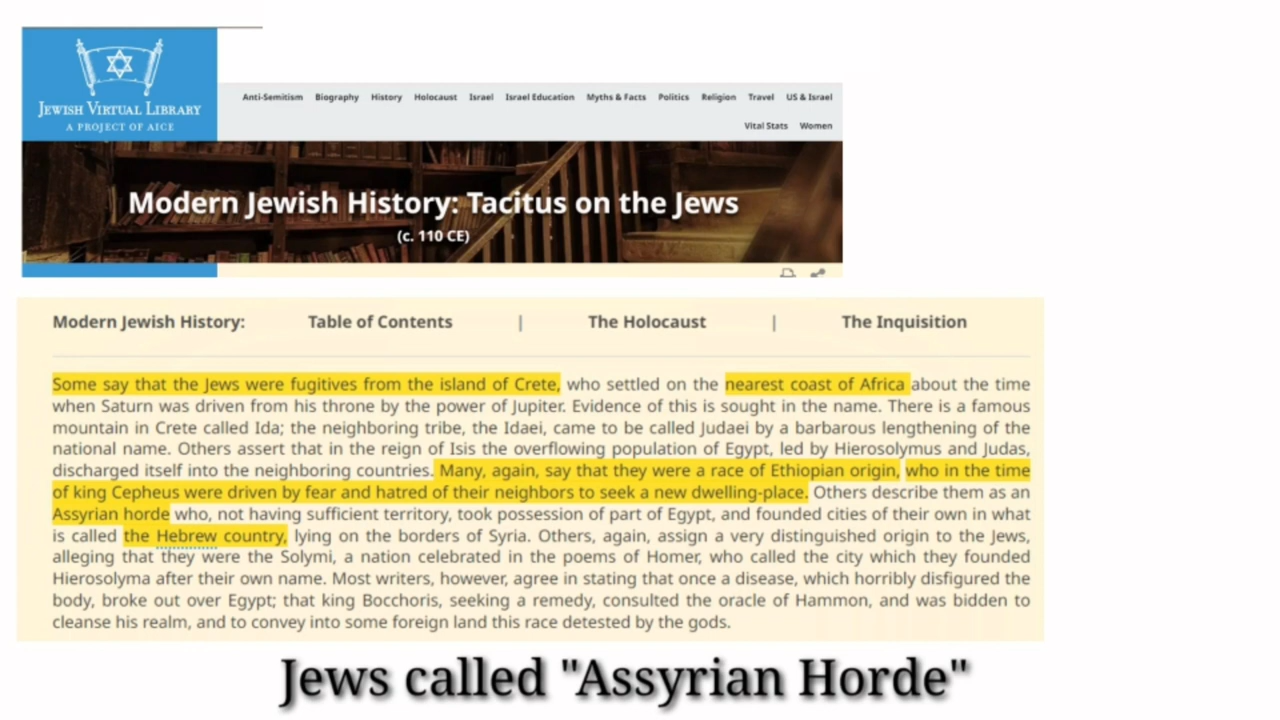 JEWISH VIRTUAL LIBRARY
A PROJECT OF AICE
Anti-Semitism Biography History Holocaust Israel Israel Education Myths & Facts Politics Religion Travel US & Israel
Vital Stats Women
Modern Jewish History: Tacitus on the Jews
(c. 110 CE)
Modern Jewish History: Table of Contents | The Holocaust | The Inquisition
Some say that the Jews were fugitives from the island of Crete, who settled on the nearest coast of Africa about the time
when Saturn was driven from his throne by the power of Jupiter. Evidence of this is sought in the name. There is a famous
mountain in Crete called Ida; the neighboring tribe, the Idaei, came to be called Judaei by a barbarous lengthening of the
national name. Others assert that in the reign of Isis the overflowing population of Egypt, led by Hierosolymus and Judas,
discharged itself into the neighboring countries. Many, again, say that they were a race of Ethiopian origin, who in the time
of king Cepheus were driven by fear and hatred of their neighbors to seek a new dwelling-place. Others describe them as an
Assyrian horde who, not having sufficient territory, took possession of part of Egypt, and founded cities of their own in what
is called the Hebrew country, lying on the borders of Syria. Others, again, assign a very distinguished origin to the Jews,
alleging that they were the Solymi, a nation celebrated in the poems of Homer, who called the city which they founded
Hierosolyma after their own name. Most writers, however, agree in stating that once a disease, which horribly disfigured the
body, broke out over Egypt; that king Bocchoris, seeking a remedy, consulted the oracle of Hammon, and was bidden to
cleanse his realm, and to convey into some foreign land this race detested by the gods.
Jews called "Assyrian Horde"